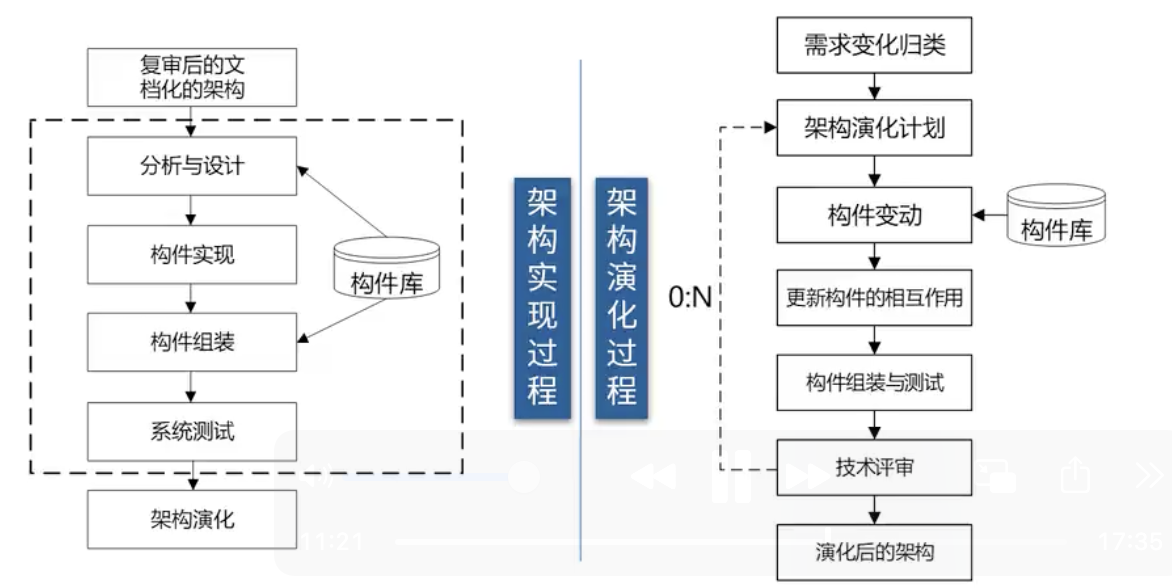 复审后的文
档化的架构
分析与设计
构件实现
构件库
构件组装
系统测试
架构演化
架构实现过程
架构演化过程
需求变化归类
架构演化计划
构件变动
构件库
更新构件的相互作用
0:N
构件组装与测试
技术评审
演化后的架构
11:21
17:35